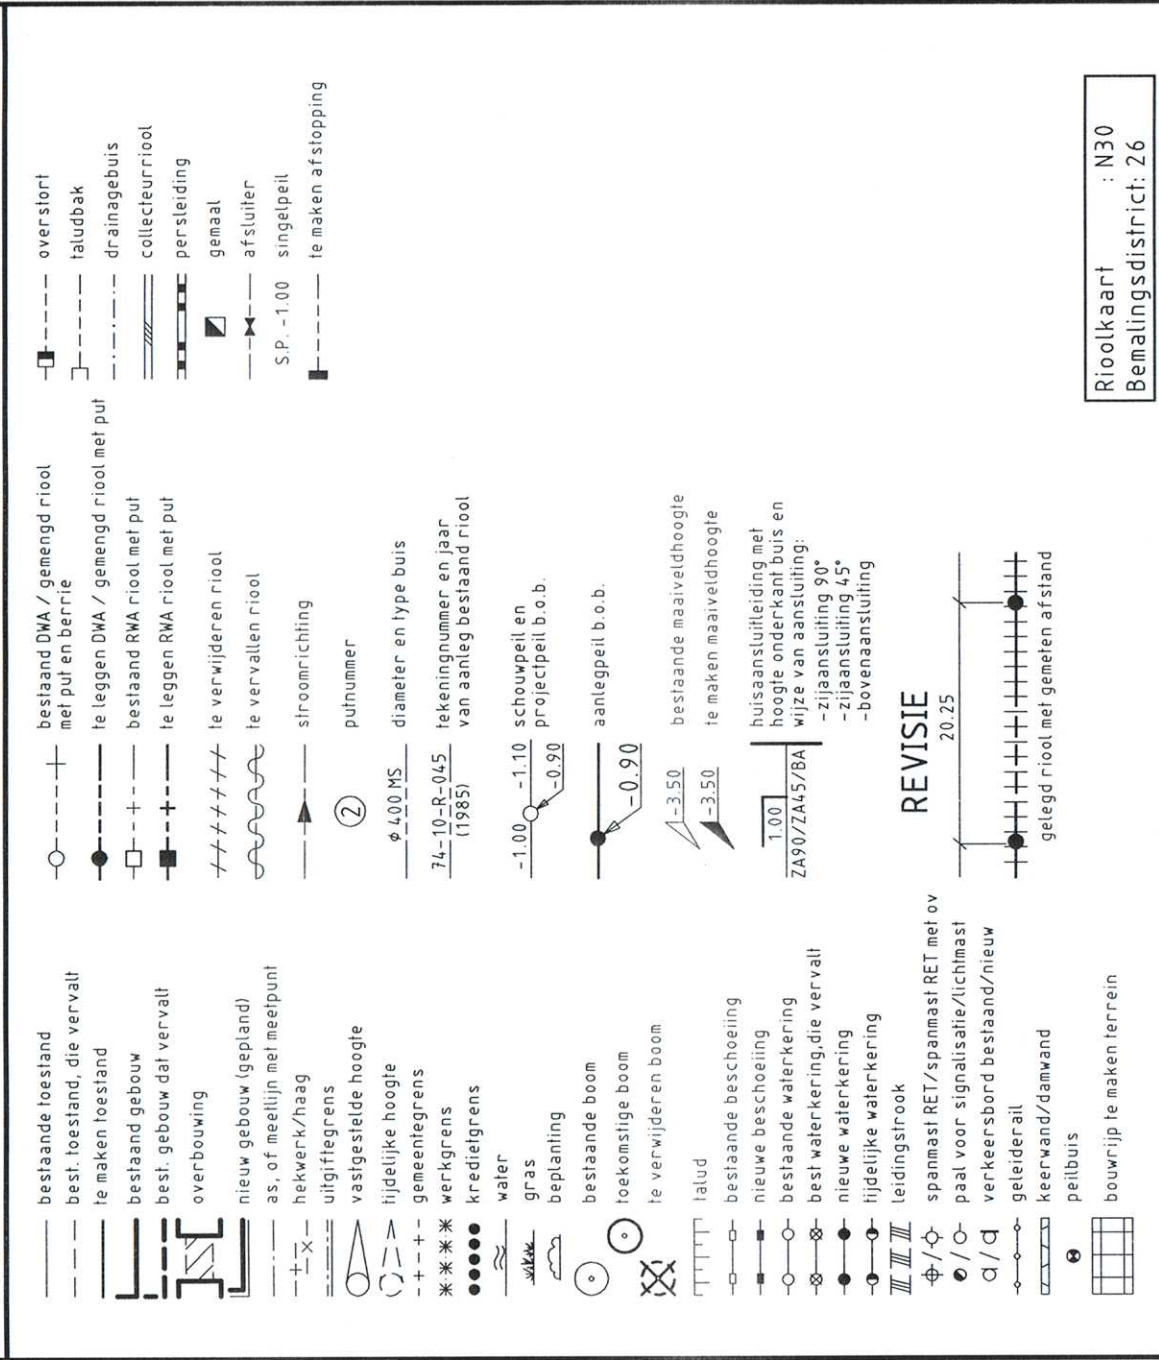 bestaande toestand
best. toestand, die vervalt
te maken toestand
bestaand gebouw
best. gebouw dat vervalt
overbouwing
nieuw gebouw (gepland)
as, of meetlijn met meetpunt
hekwerk/haag
uitgiftegrens
vastgestelde hoogte
tijdelijke hoogte
gemeentegrens
werkgrens
kredietgrens
water
gras
beplanting
bestaande boom
toekomstige boom
te verwijderen boom
talud
bestaande beschoeiing
nieuwe beschoeiing
bestaande waterkering
best waterkering,die vervalt
nieuwe waterkering
tijdelijke waterkering
leidingstrook
spanmast RET/spanmast RET met ov
paal voor signalisatie/lichtmast
verkeersbord bestaand/nieuw
geleiderail
keerwand/damwand
peilbuis
bouwrijp te maken terrein
bestaand DWA / gemengd riool
met put en berrie
te leggen DWA / gemengd riool met put
bestaand RWA riool met put
te leggen RWA riool met put
te verwijderen riool
te vervallen riool
stroomrichting
2 putnummer
ø 400 MS diameter en type buis
74-10-R-045 tekeningnummer en jaar
(1985) van aanleg bestaand riool
-1.00 -1.10 schouwpeil en
-0.90 projectpeil b.o.b.
-0.90 aanlegpeil b.o.b.
-3.50 bestaande maaiveldhoogte
-3.50 te maken maaiveldhoogte
1.00
ZA90/ZA45/BA
huisaansluitleiding met
hoogte onderkant buis en
wijze van aansluiting:
-zijaansluiting 90°
-zijaansluiting 45°
-bovenaansluiting
REVISIE
20.25
gelegd riool met gemeten afstand
overstort
taludbak
drainagebuis
collecteurriool
persleiding
gemaal
afsluiter
S.P. -1.00 singelpeil
te maken afstopping
Rioolkaart : N30
Bemalingsdistrict: 26